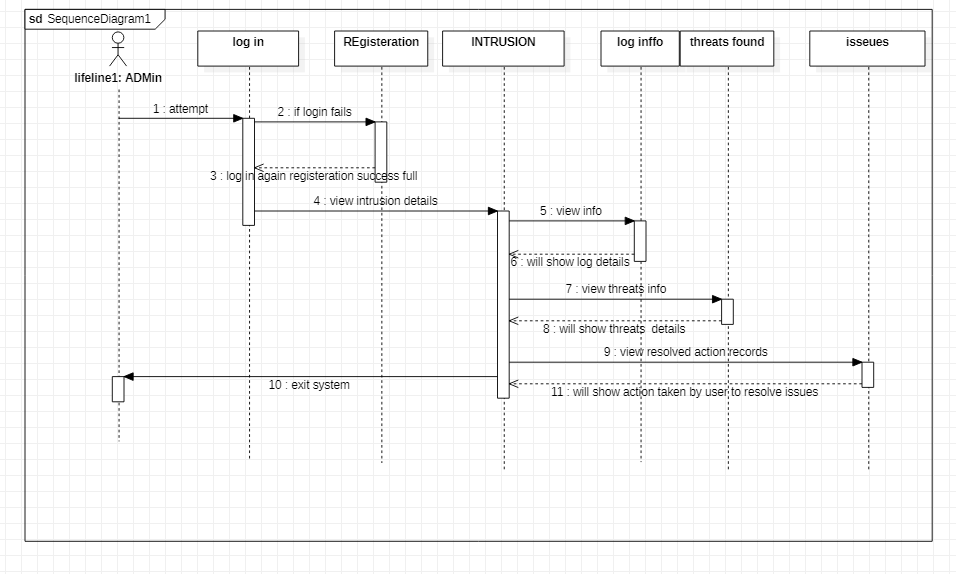 sd SequenceDiagram1
lifeline1: ADMin
log in
REgisteration
INTRUSION
log inffo
threats found
isseues
1 : attempt
2 : if login fails
3 : log in again registeration success full
4 : view intrusion details
5 : view info
6 : will show log details
7 : view threats info
8 : will show threats details
9 : view resolved action records
10 : exit system
11 : will show action taken by user to resolve issues